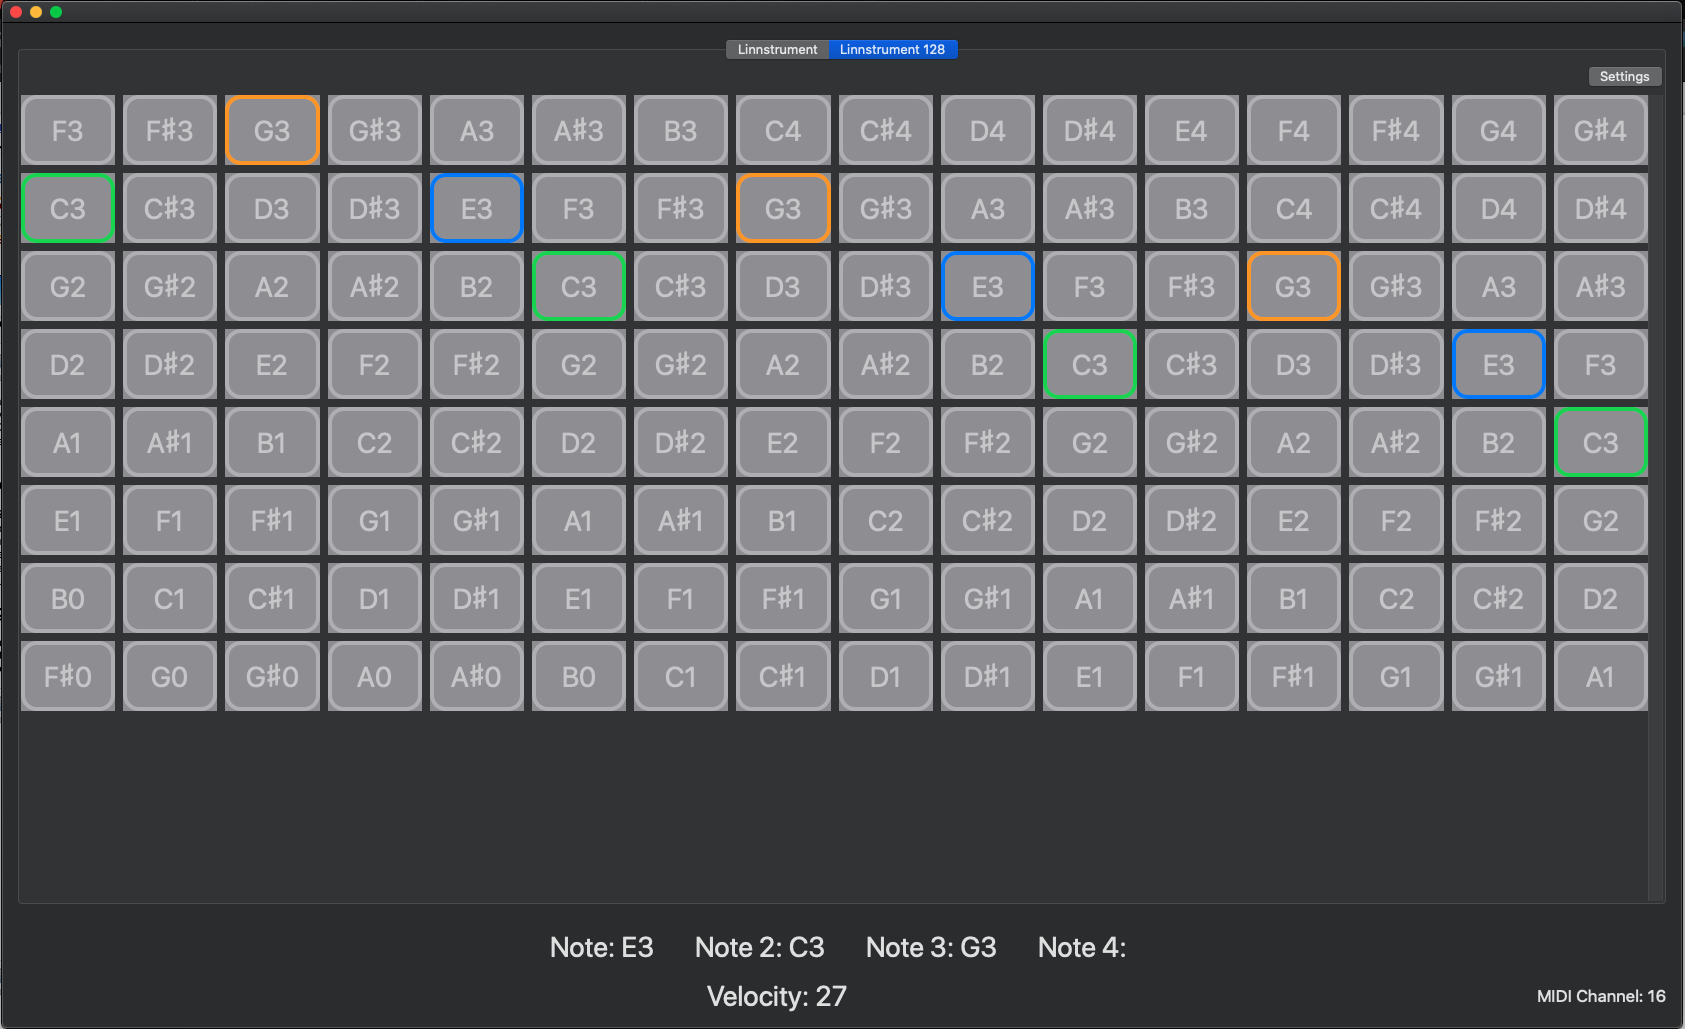 Linnstrument Linnstrument 128
Settings
F3 F♯3 G3 G♯3 A3 A♯3 B3 C4 C♯4 D4 D♯4 E4 F4 F♯4 G4 G♯4
C3 C♯3 D3 D♯3 E3 F3 F♯3 G3 G♯3 A3 A♯3 B3 C4 C♯4 D4 D♯4
G2 G♯2 A2 A♯2 B2 C3 C♯3 D3 D♯3 E3 F3 F♯3 G3 G♯3 A3 A♯3
D2 D♯2 E2 F2 F♯2 G2 G♯2 A2 A♯2 B2 C3 C♯3 D3 D♯3 E3 F3
A1 A♯1 B1 C2 C♯2 D2 D♯2 E2 F2 F♯2 G2 G♯2 A2 A♯2 B2 C3
E1 F1 F♯1 G1 G♯1 A1 A♯1 B1 C2 C♯2 D2 D♯2 E2 F2 F♯2 G2
B0 C1 C♯1 D1 D♯1 E1 F1 F♯1 G1 G♯1 A1 A♯1 B1 C2 C♯2 D2
F♯0 G0 G♯0 A0 A♯0 B0 C1 C♯1 D1 D♯1 E1 F1 F♯1 G1 G♯1 A1
Note: E3 Note 2: C3 Note 3: G3 Note 4:
Velocity: 27
MIDI Channel: 16